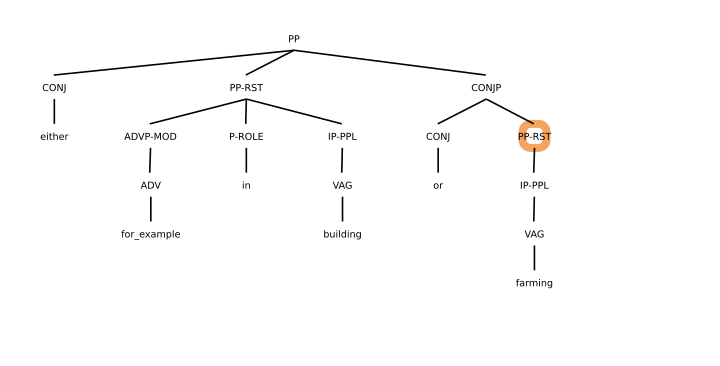 PP
CONJ PP-RST CONJP
either ADVP-MOD P-ROLE IP-PPL CONJ PP-RST
ADV in VAG or IP-PPL
for_example building VAG
farming